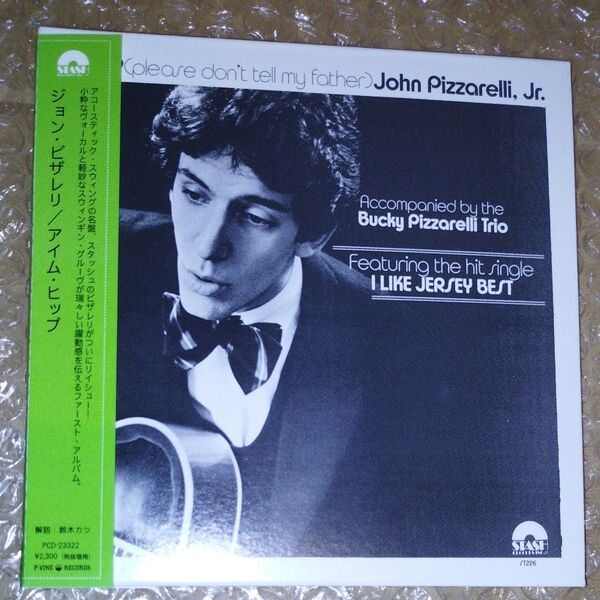 STASH
アコースティック・スウィングの名盤、スタッシュのピザレリがついにリイシュー!
小粋なヴォーカルと軽妙なスウィンギン・グルーヴが瑞々しい躍動感を伝えるファースト・アルバム。
ジョン・ピザレリ/アイム・ヒップ
解説:鈴木カツ
PCD-23322
¥2,300(税抜価格)
P-VINE RECORDS
P(please don't tell my father)John Pizzarelli, Jr.
Accompanied by the
Bucky Pizzarelli Trio
Featuring the hit single
I LIKE JERSEY BEST
STASH
ST226